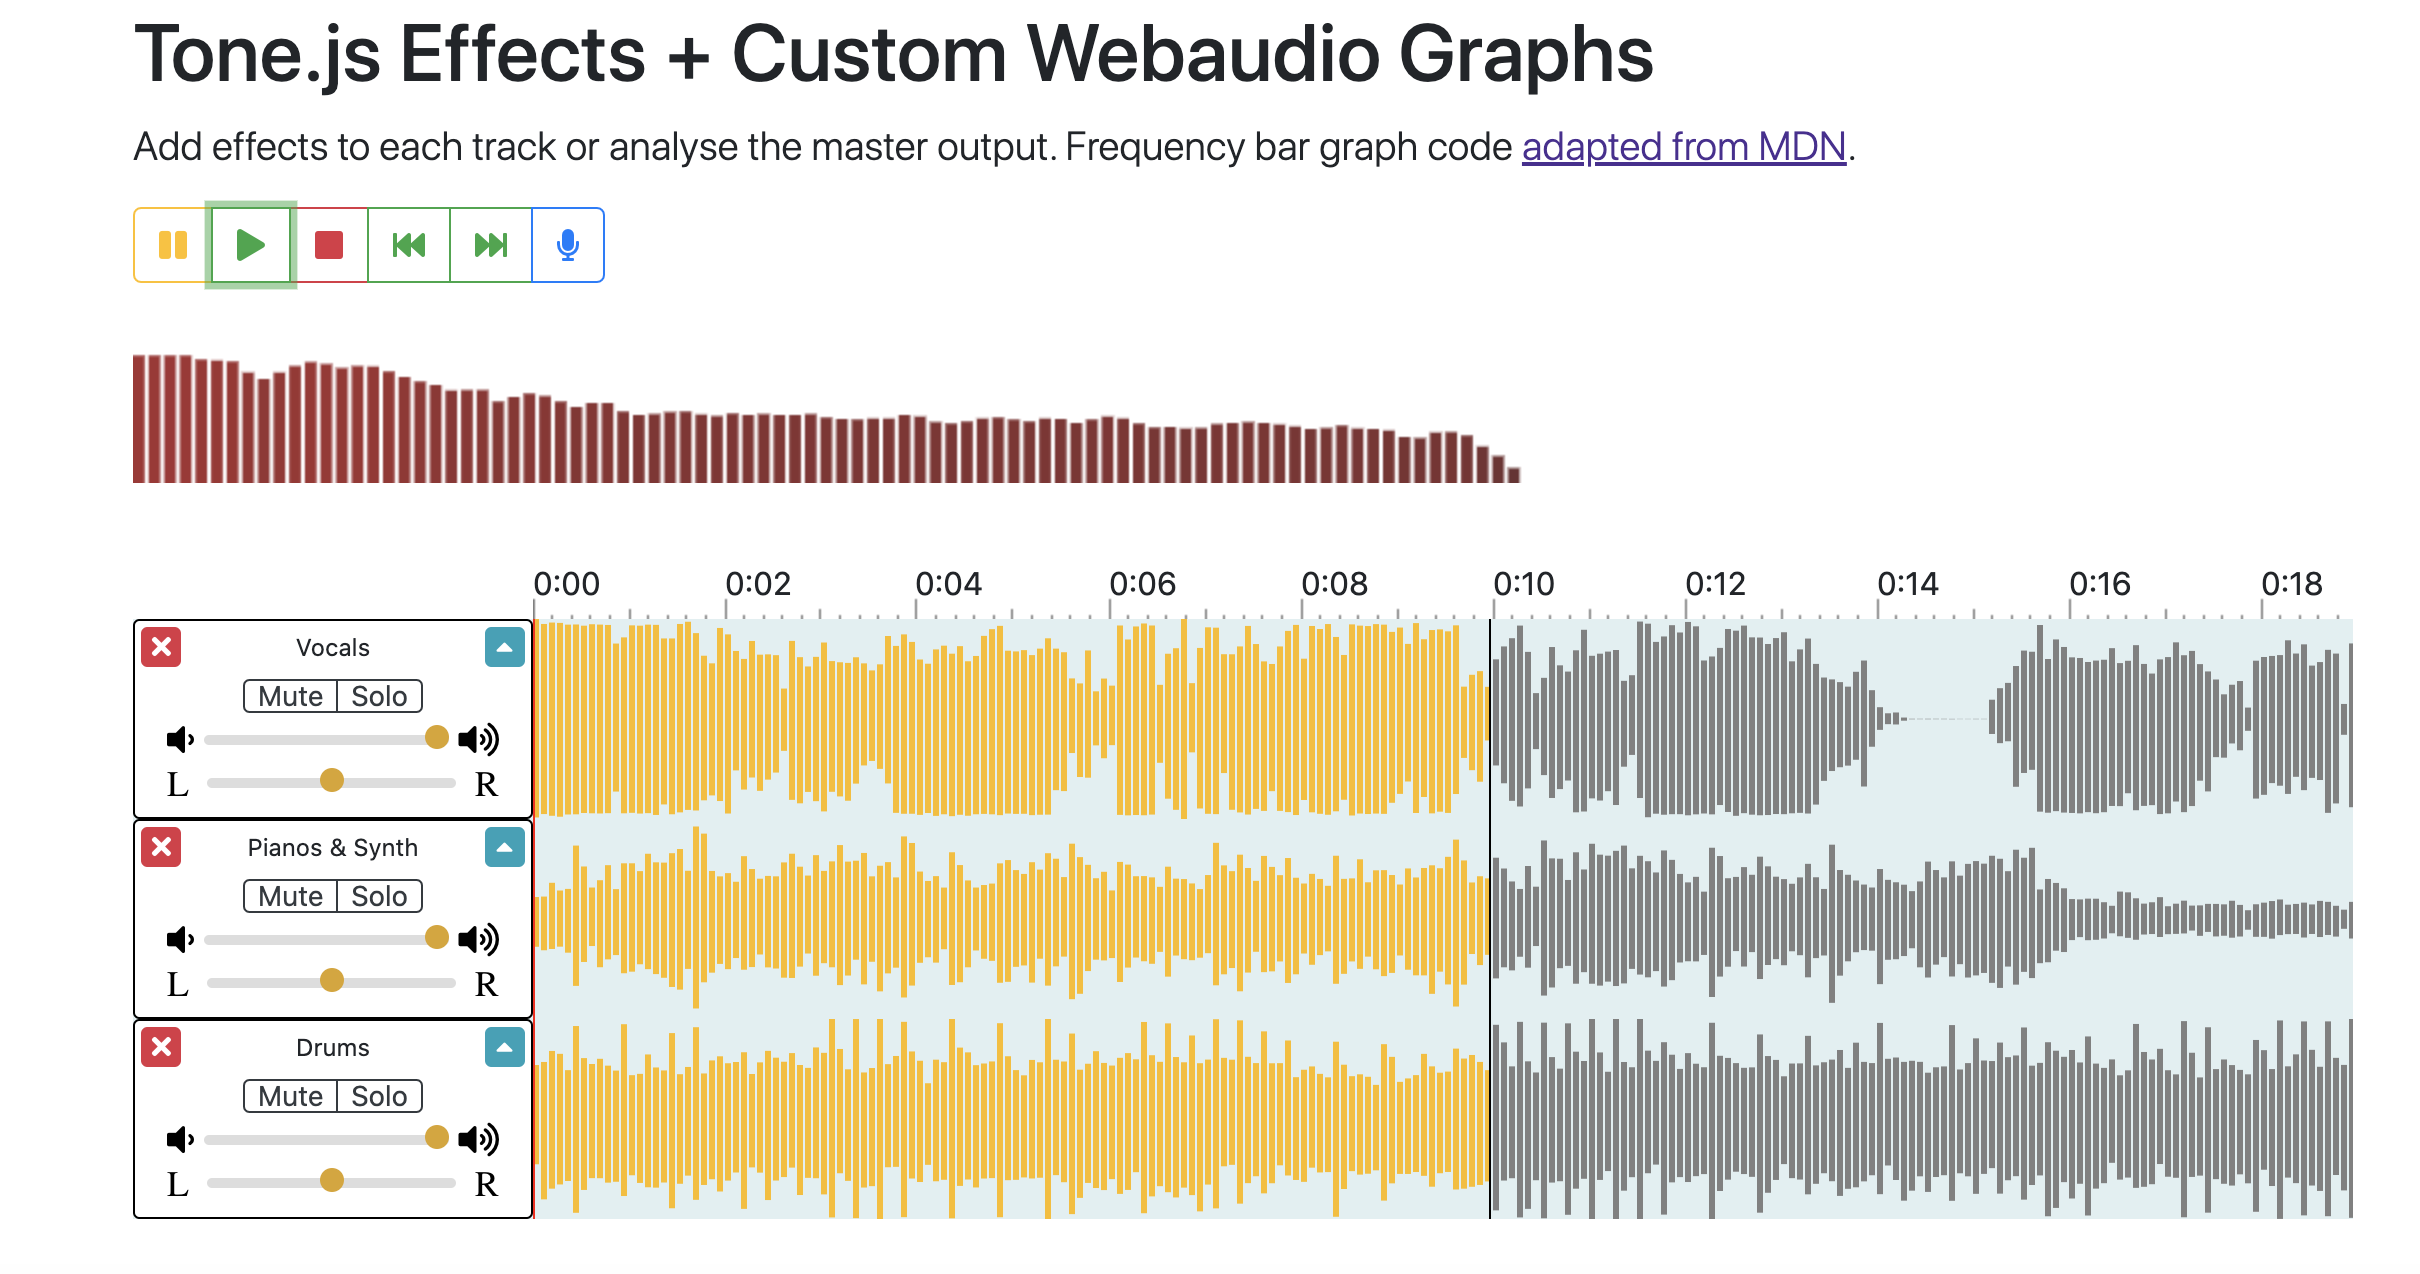 Tone.js Effects + Custom Webaudio Graphs
Add effects to each track or analyse the master output. Frequency bar graph code adapted from MDN.
0:00 0:02 0:04 0:06 0:08 0:10 0:12 0:14 0:16 0:18
Vocals
Mute Solo
L R
Pianos & Synth
Mute Solo
L R
Drums
Mute Solo
L R